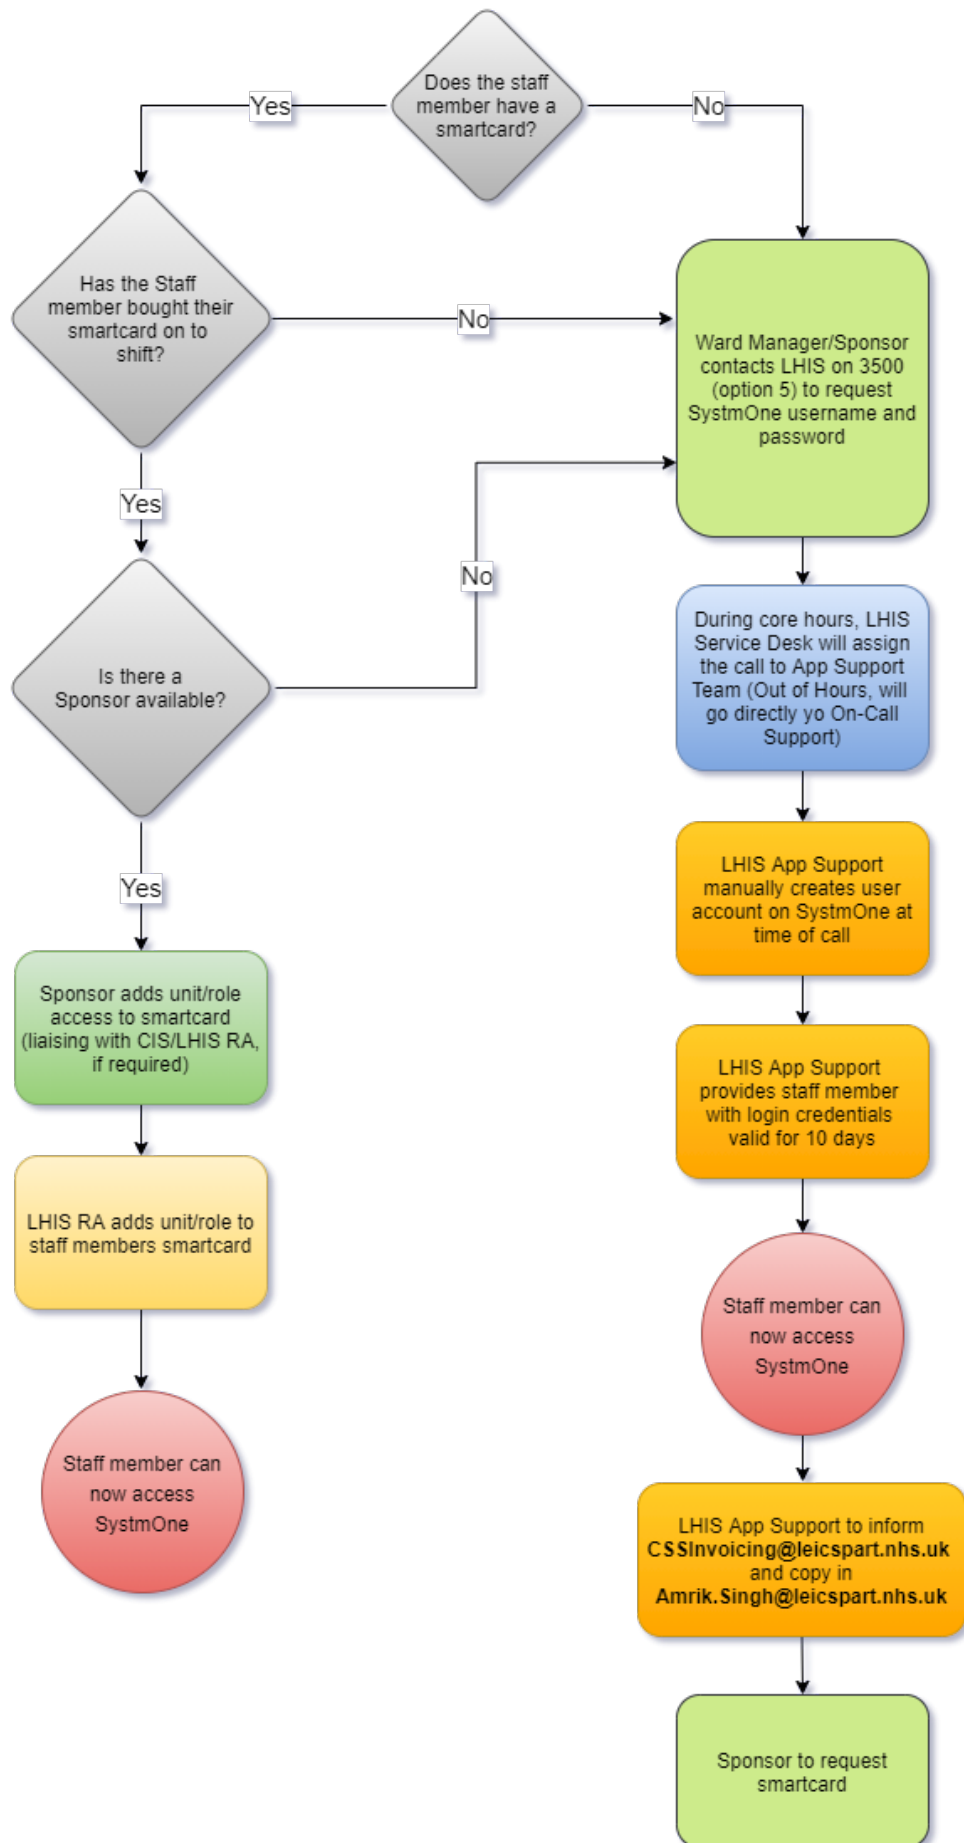 Does the staff
member have a
smartcard?
Yes
No
Has the Staff
member bought their
smartcard on to
shift?
No
Ward Manager/Sponsor
contacts LHIS on 3500
(option 5) to request
SystmOne username and
password
Yes
No
Is there a
Sponsor available?
During core hours, LHIS
Service Desk will assign
the call to App Support
Team (Out of Hours, will
go directly yo On-Call
Support)
LHIS App Support
manually creates user
account on SystmOne at
time of call
Yes
Sponsor adds unit/role
access to smartcard
(liaising with CIS/LHIS RA,
if required)
LHIS App Support
provides staff member
with login credentials
valid for 10 days
LHIS RA adds unit/role to
staff members smartcard
Staff member can
now access
SystmOne
Staff member can
now access
SystmOne
LHIS App Support to inform
CSSInvoicing@leicspart.nhs.uk
and copy in
Amrik.Singh@leicspart.nhs.uk
Sponsor to request
smartcard